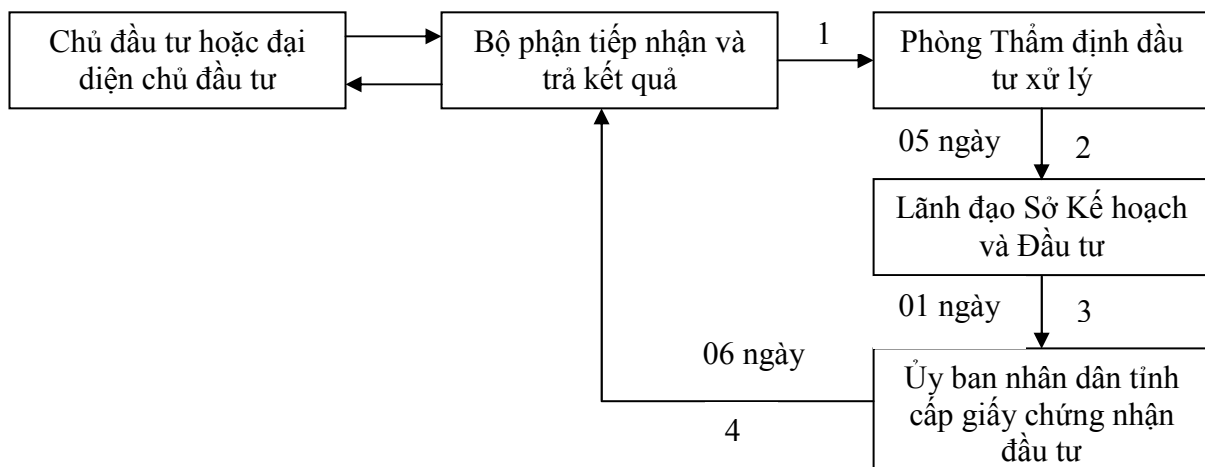 Chủ đầu tư hoặc đại
diện chủ đầu tư
Bộ phận tiếp nhận và
trả kết quả
1
Phòng Thẩm định đầu
tư xử lý
05 ngày
2
Lãnh đạo Sở Kế hoạch
và Đầu tư
01 ngày
3
06 ngày
4
Ủy ban nhân dân tỉnh
cấp giấy chứng nhận
đầu tư